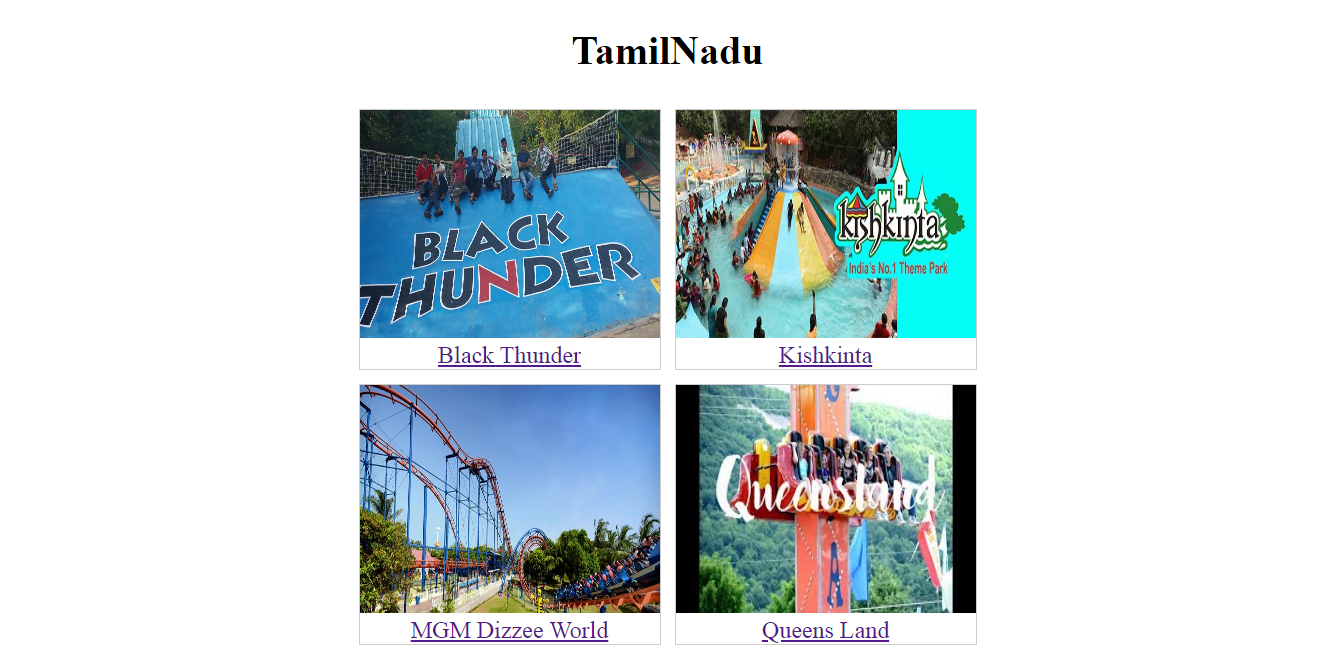 TamilNadu
BLACK
THUNDER
kishkinta
India's No.1 Theme Park
Black Thunder
Kishkinta
Queensland
A
MGM Dizzee World
Queens Land